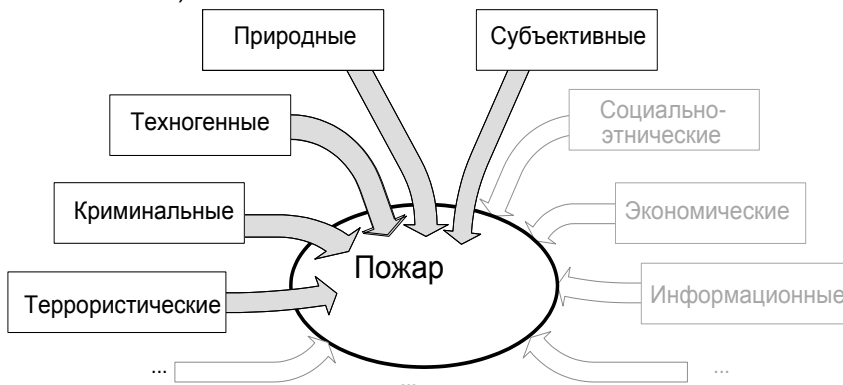 Природные
Субъективные
Техногенные
Социально-
этнические
Криминальные
Экономические
Пожар
Террористические
Информационные
...
...
...